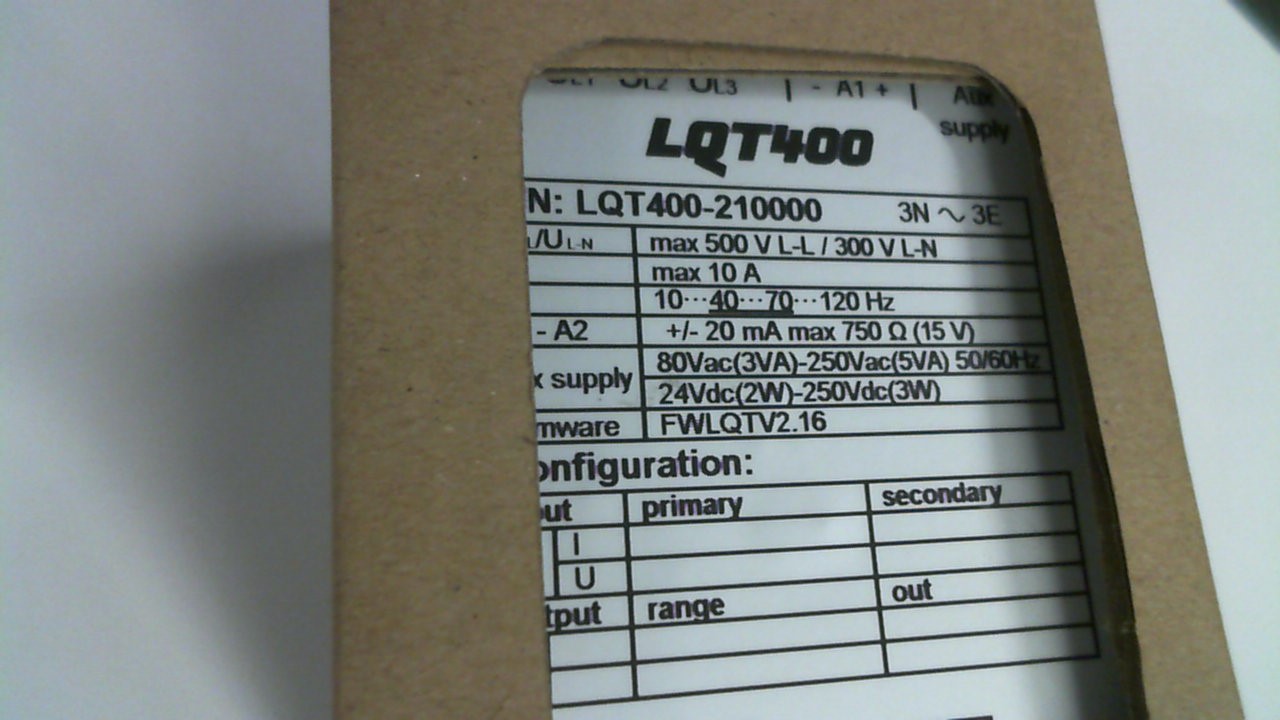 UL2 UL3 | - A1 + | Aux
supply
LQT400
N: LQT400-210000 3N ∿ 3E
/U L-N max 500 V L-L / 300 V L-N
max 10 A
10···40···70···120 Hz
- A2 +/- 20 mA max 750 Ω (15 V)
x supply 80Vac(3VA)-250Vac(5VA) 50/60Hz
24Vdc(2W)-250Vdc(3W)
mware FWLQTV2.16
onfiguration:
ut primary secondary
I
U
tput range out